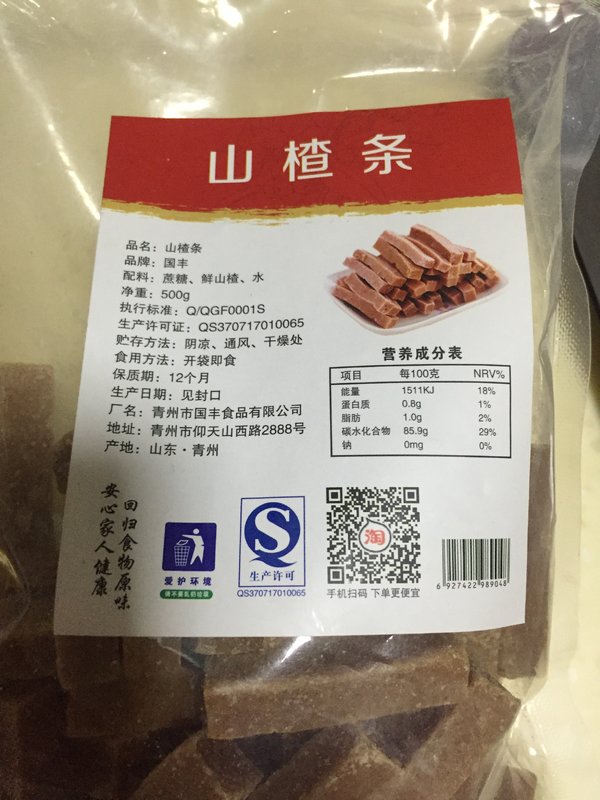 山楂条
品名：山楂条
品牌：国丰
配料：蔗糖、鲜山楂、水
净重：500g
执行标准：Q/QGF0001S
生产许可证：QS370717010065
贮存方法：阴凉、通风、干燥处
食用方法：开袋即食
保质期：12个月
生产日期：见封口
厂名：青州市国丰食品有限公司
地址：青州市仰天山西路2888号
产地：山东·青州
营养成分表
项目 每100克 NRV%
能量 1511KJ 18%
蛋白质 0.8g 1%
脂肪 1.0g 2%
碳水化合物 85.9g 29%
钠 0mg 0%
回归食物原味
安心家人健康
爱护环境
请不要乱扔垃圾
生产许可
QS370717010065
淘
手机扫码 下单更便宜
6 927422 989048